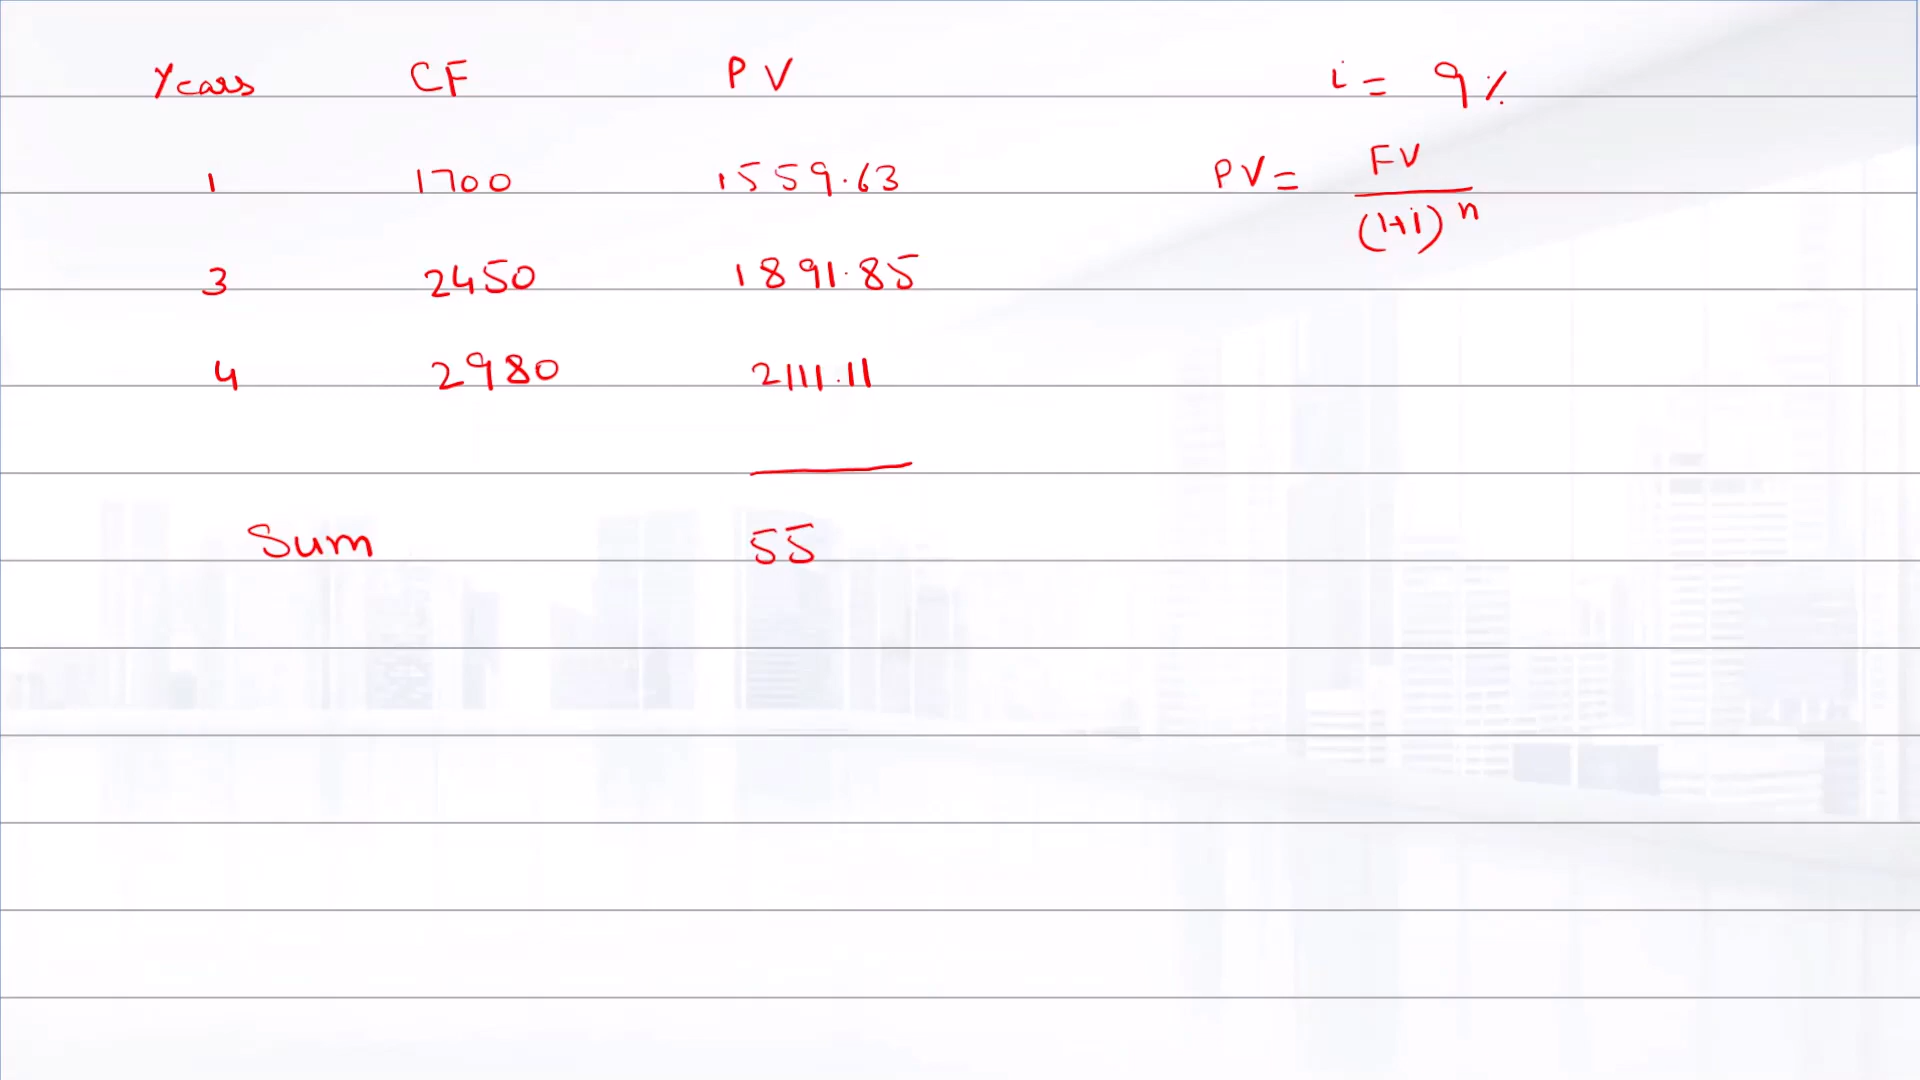 Years CF PV i = 9%
1 1700 1559.63 PV = FV / (1+i)^n
3 2450 1891.85
4 2980 2111.11
Sum 55